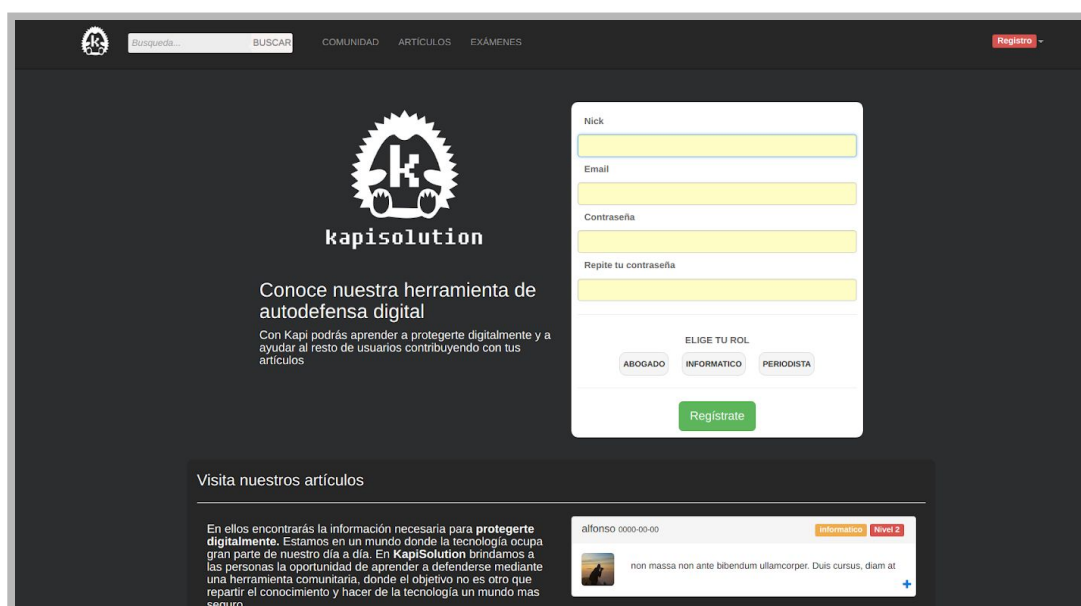 Busqueda... BUSCAR COMUNIDAD ARTÍCULOS EXÁMENES Registro
k
k
kapisolution
Conoce nuestra herramienta de
autodefensa digital
Con Kapi podrás aprender a protegerte digitalmente y a
ayudar al resto de usuarios contribuyendo con tus
artículos
Nick
Email
Contraseña
Repite tu contraseña
ELIGE TU ROL
ABOGADO INFORMATICO PERIODISTA
Regístrate
Visita nuestros artículos
En ellos encontrarás la información necesaria para protegerte
digitalmente. Estamos en un mundo donde la tecnología ocupa
gran parte de nuestro día a día. En KapiSolution brindamos a
las personas la oportunidad de aprender a defenderse mediante
una herramienta comunitaria, donde el objetivo no es otro que
repartir el conocimiento y hacer de la tecnología un mundo mas
seguro
alfonso 0000-00-00 informatico Nivel 2
non massa non ante bibendum ullamcorper. Duis cursus, diam at
+